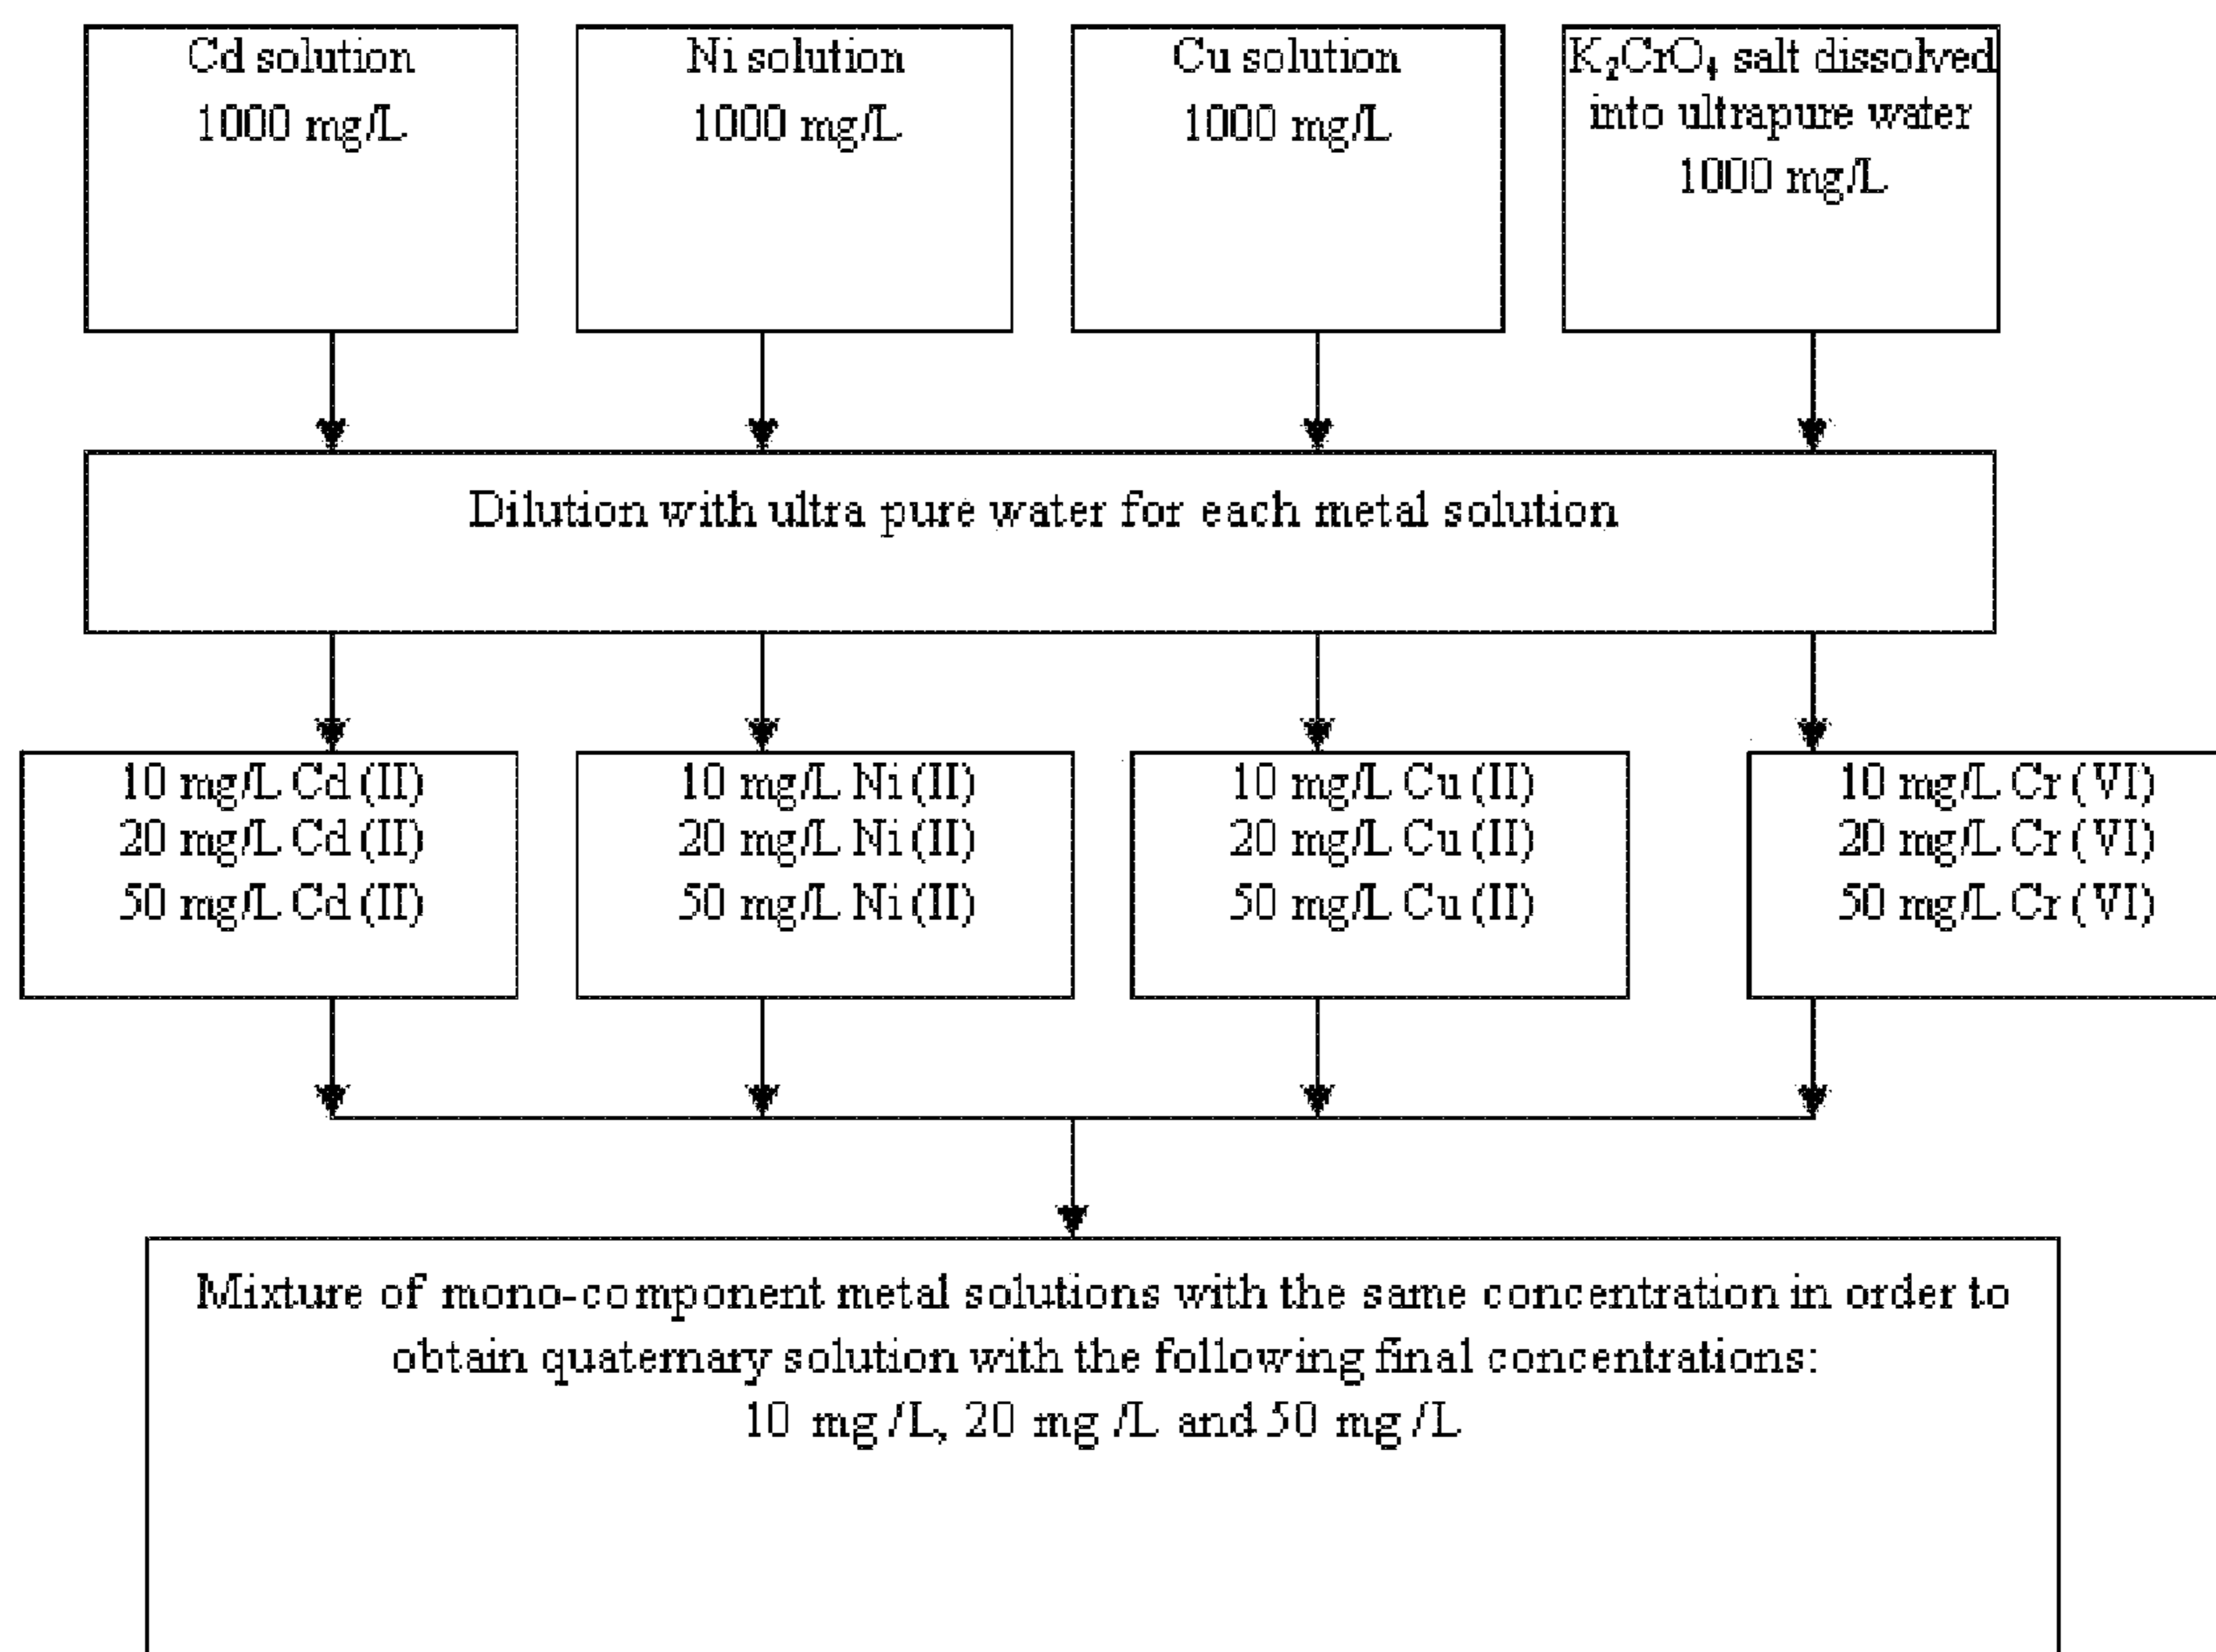 Cd solution
1000 mg/L
Ni solution
1000 mg/L
Cu solution
1000 mg/L
K₂CrO₄ salt dissolved
into ultrapure water
1000 mg/L
Dilution with ultra pure water for each metal solution
10 mg/L Cd (II)
20 mg/L Cd (II)
50 mg/L Cd (II)
10 mg/L Ni (II)
20 mg/L Ni (II)
50 mg/L Ni (II)
10 mg/L Cu (II)
20 mg/L Cu (II)
50 mg/L Cu (II)
10 mg/L Cr (VI)
20 mg/L Cr (VI)
50 mg/L Cr (VI)
Mixture of mono-component metal solutions with the same concentration in order to
obtain quaternary solution with the following final concentrations:
10 mg /L, 20 mg /L and 50 mg /L